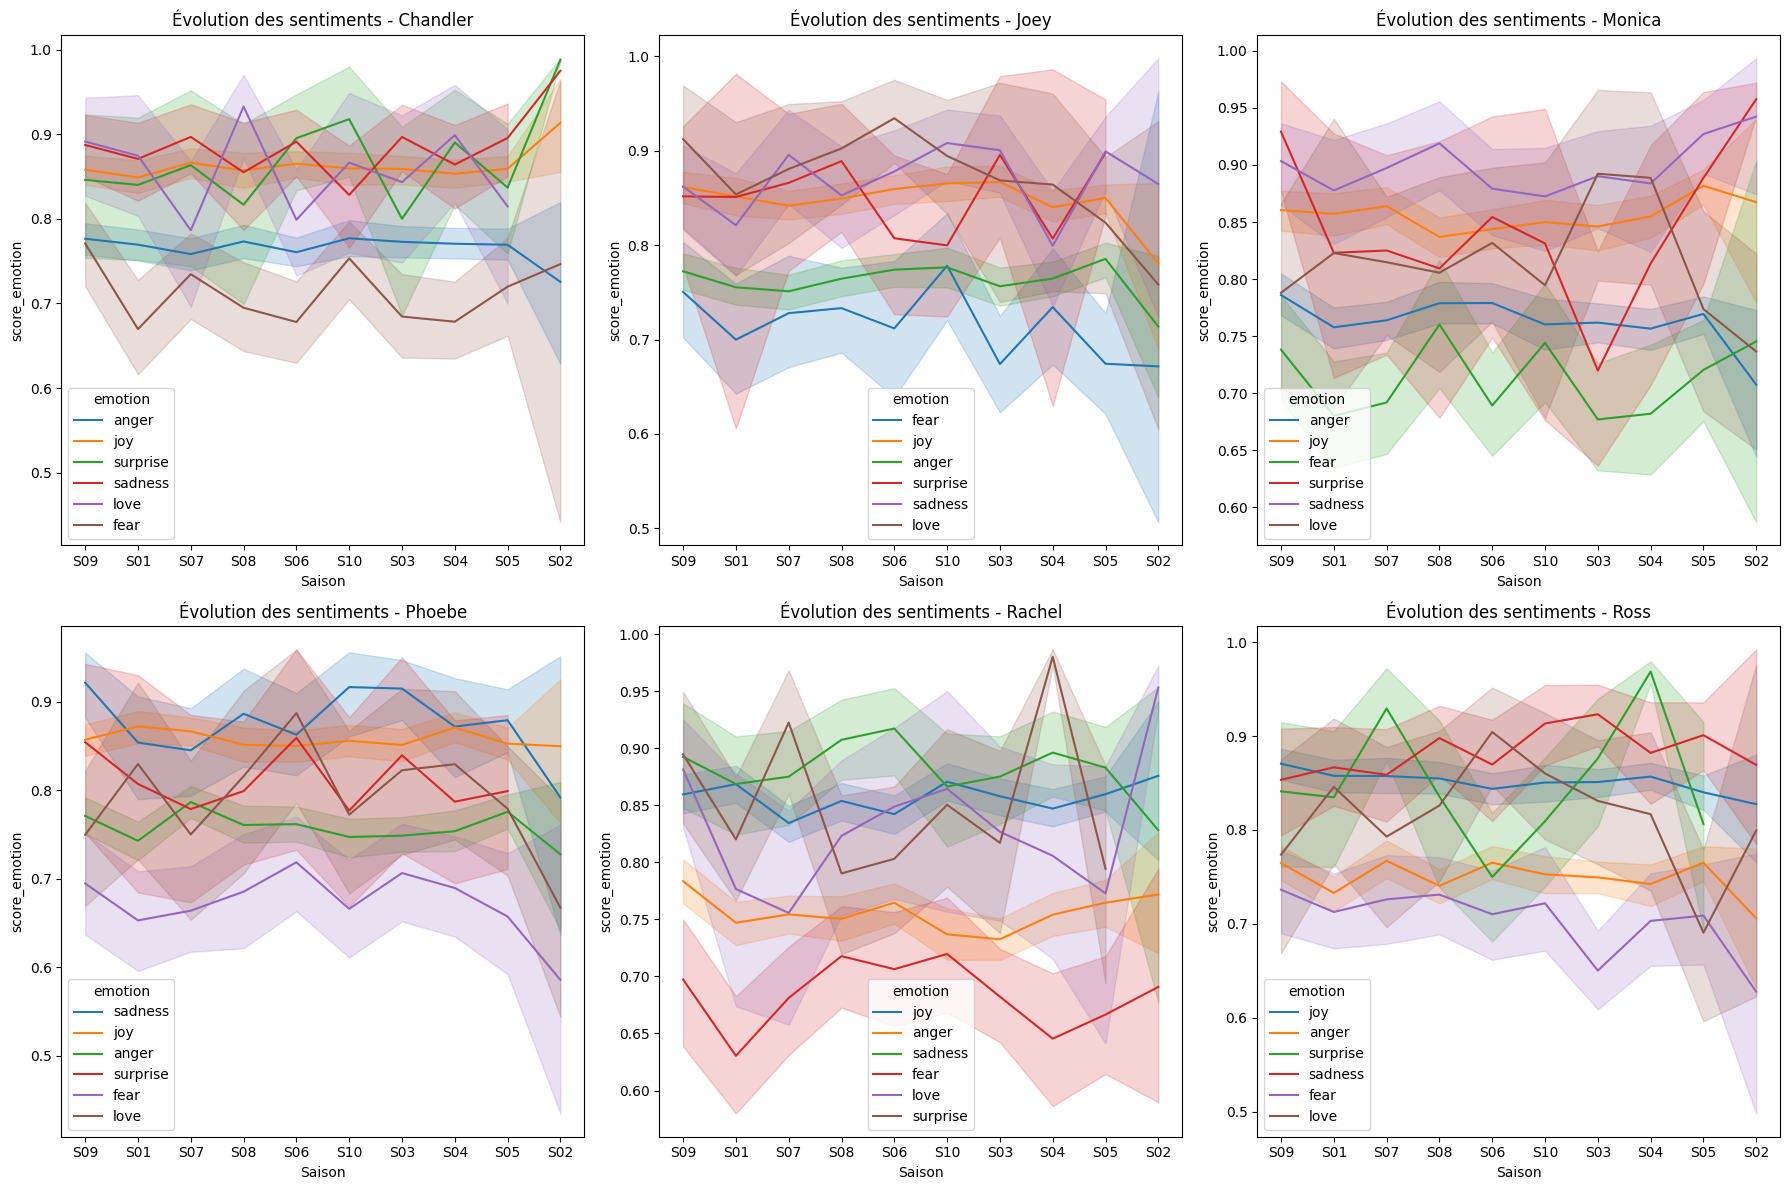 Évolution des sentiments - Chandler
1.0
0.9
0.8
0.7
0.6
0.5
score_emotion
emotion
anger
joy
surprise
sadness
love
fear
S09 S01 S07 S08 S06 S10 S03 S04 S05 S02
Saison
Évolution des sentiments - Joey
1.0
0.9
0.8
0.7
0.6
0.5
score_emotion
emotion
fear
joy
anger
surprise
sadness
love
S09 S01 S07 S08 S06 S10 S03 S04 S05 S02
Saison
Évolution des sentiments - Monica
1.00
0.95
0.90
0.85
0.80
0.75
0.70
0.65
0.60
score_emotion
emotion
anger
joy
fear
surprise
sadness
love
S09 S01 S07 S08 S06 S10 S03 S04 S05 S02
Saison
Évolution des sentiments - Phoebe
0.9
0.8
0.7
0.6
0.5
score_emotion
emotion
sadness
joy
anger
surprise
fear
love
S09 S01 S07 S08 S06 S10 S03 S04 S05 S02
Saison
Évolution des sentiments - Rachel
1.00
0.95
0.90
0.85
0.80
0.75
0.70
0.65
0.60
score_emotion
emotion
joy
anger
sadness
fear
love
surprise
S09 S01 S07 S08 S06 S10 S03 S04 S05 S02
Saison
Évolution des sentiments - Ross
1.0
0.9
0.8
0.7
0.6
0.5
score_emotion
emotion
joy
anger
surprise
sadness
fear
love
S09 S01 S07 S08 S06 S10 S03 S04 S05 S02
Saison